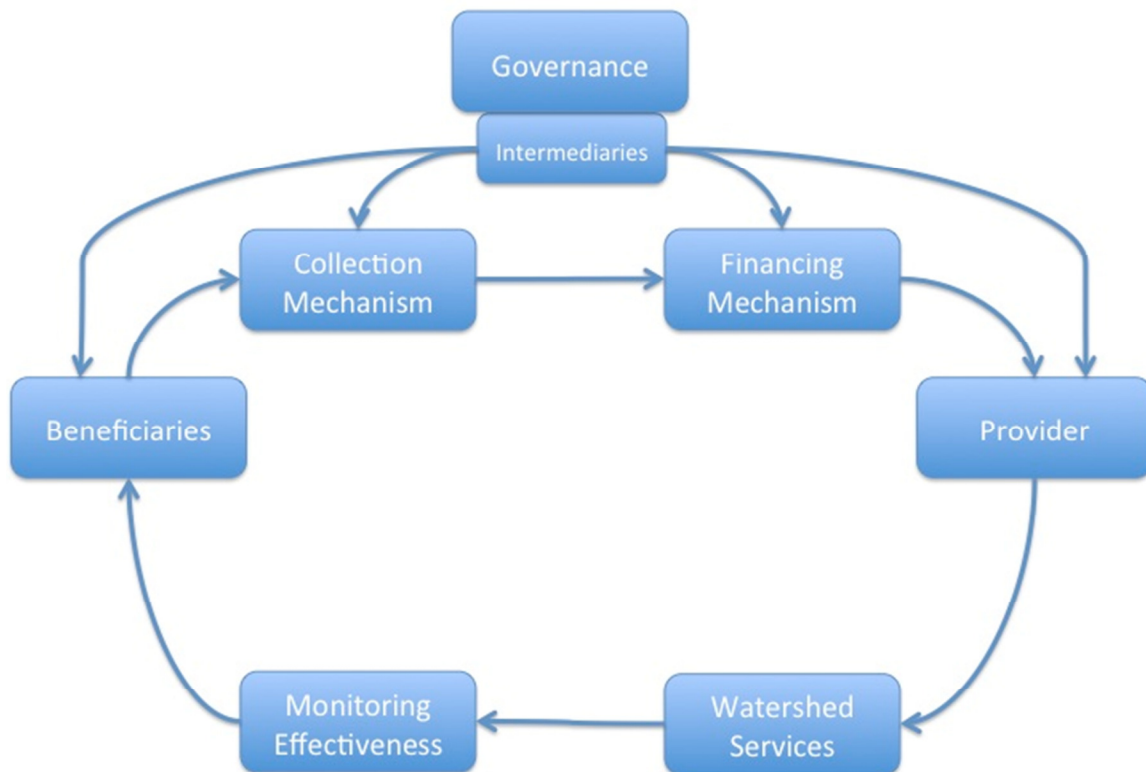 Governance
Intermediaries
Collection
Mechanism
Financing
Mechanism
Beneficiaries
Provider
Monitoring
Effectiveness
Watershed
Services